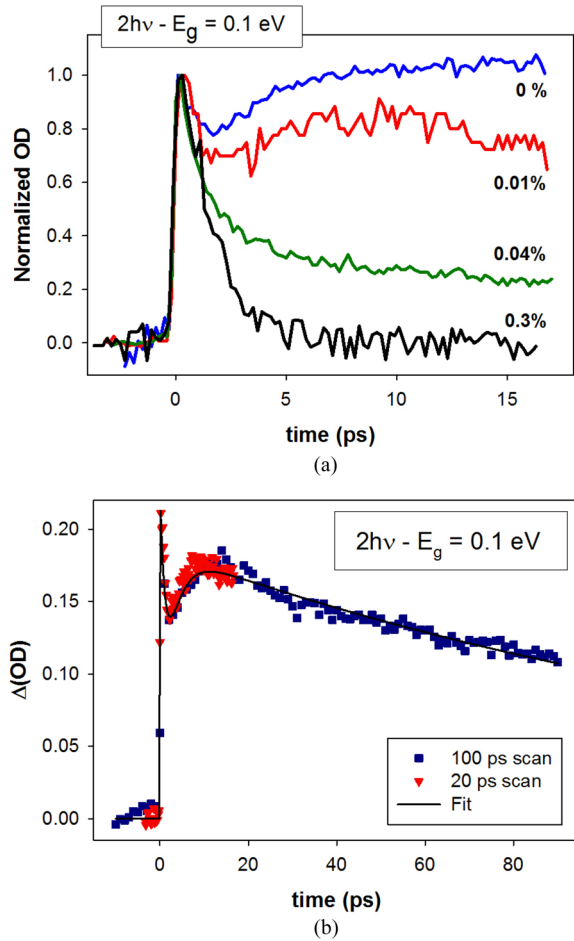 2hν - Eg = 0.1 eV
1.0
0.8
0.6
0.4
0.2
0.0
Normalized OD
0 %
0.01%
0.04%
0.3%
0 5 10 15
time (ps)
(a)
2hν - Eg = 0.1 eV
0.20
0.15
0.10
0.05
0.00
Δ(OD)
100 ps scan
20 ps scan
Fit
0 20 40 60 80
time (ps)
(b)